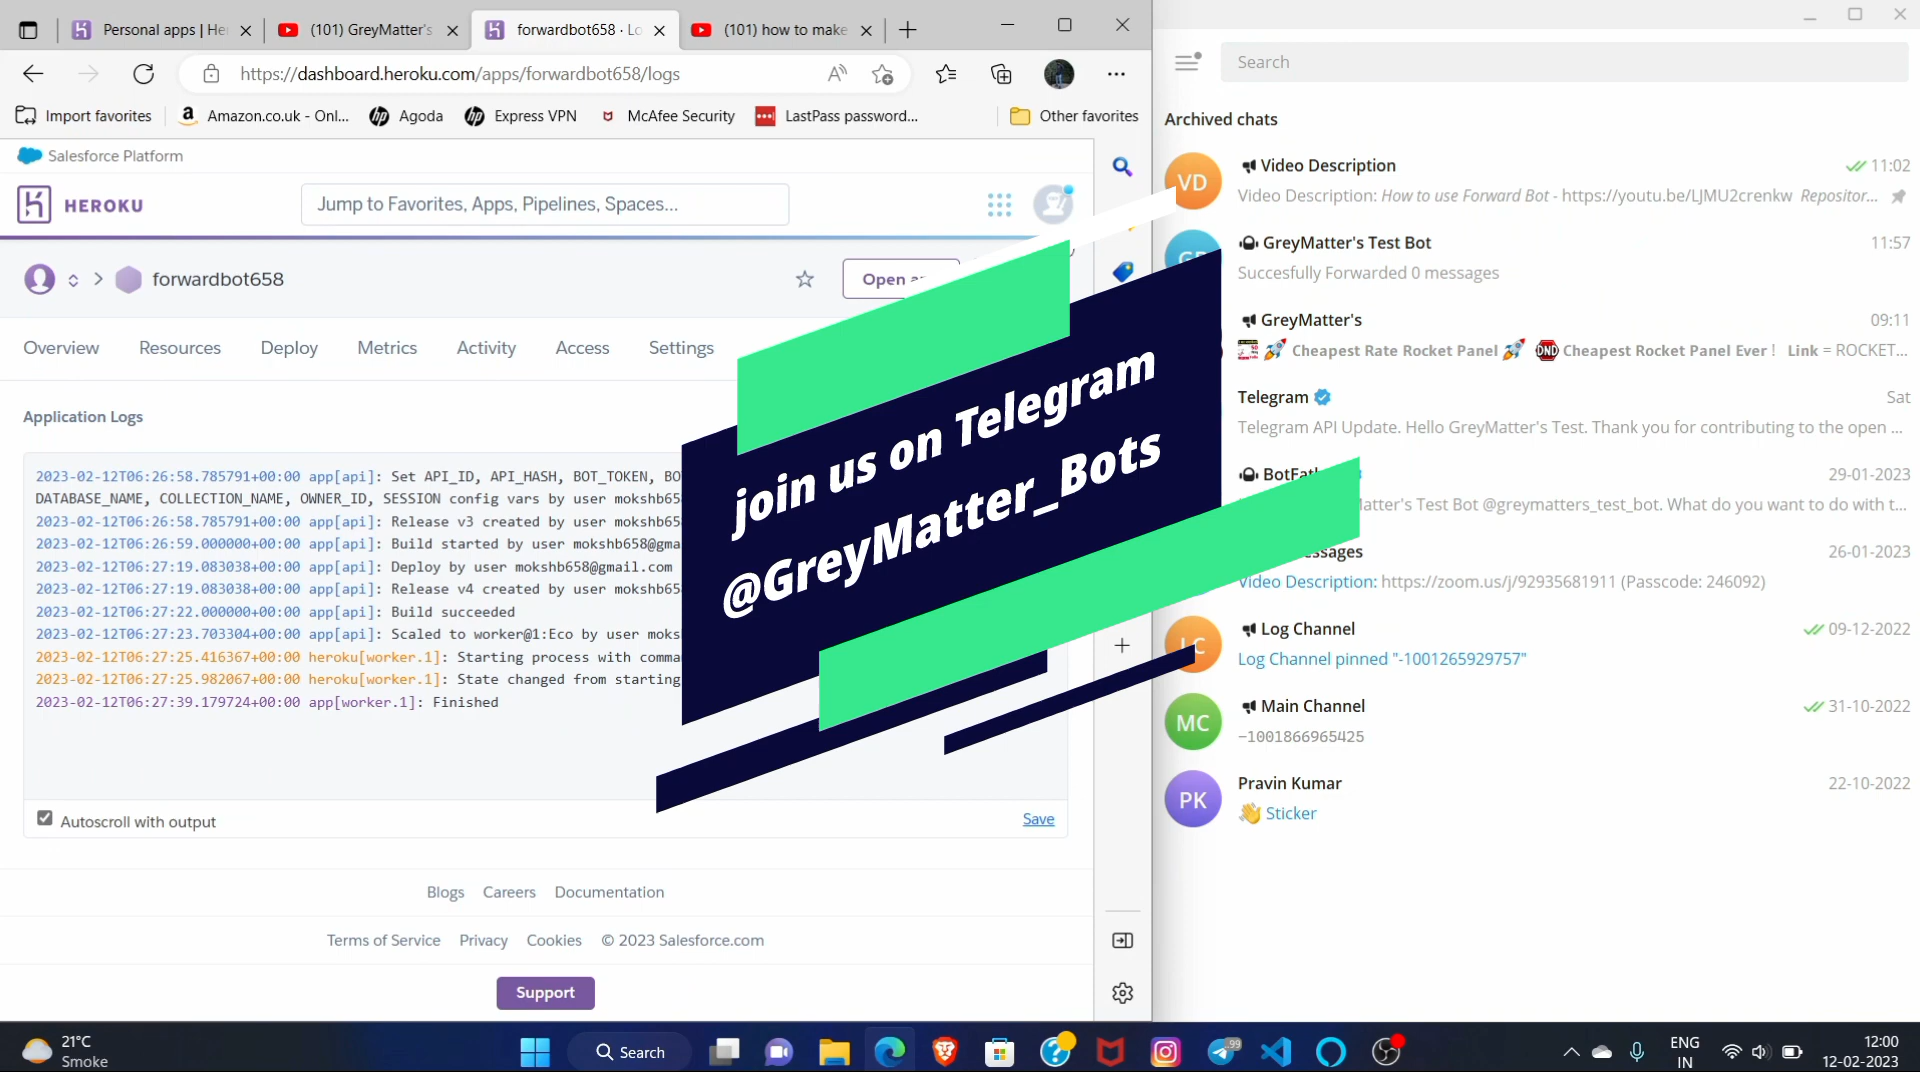 Personal apps | He
(101) GreyMatter's
forwardbot658 · Lo
(101) how to make
https://dashboard.heroku.com/apps/forwardbot658/logs
Import favorites
Amazon.co.uk - Onl...
Agoda
Express VPN
McAfee Security
LastPass password...
Other favorites
Salesforce Platform
HEROKU
Jump to Favorites, Apps, Pipelines, Spaces...
forwardbot658
Open a
Overview
Resources
Deploy
Metrics
Activity
Access
Settings
Application Logs
2023-02-12T06:26:58.785791+00:00 app[api]: Set API_ID, API_HASH, BOT_TOKEN, BO
DATABASE_NAME, COLLECTION_NAME, OWNER_ID, SESSION config vars by user mokshb65
2023-02-12T06:26:58.785791+00:00 app[api]: Release v3 created by user mokshb65
2023-02-12T06:26:59.000000+00:00 app[api]: Build started by user mokshb658@gma
2023-02-12T06:27:19.083038+00:00 app[api]: Deploy by user mokshb658@gmail.com
2023-02-12T06:27:19.083038+00:00 app[api]: Release v4 created by user mokshb65
2023-02-12T06:27:22.000000+00:00 app[api]: Build succeeded
2023-02-12T06:27:23.703304+00:00 app[api]: Scaled to worker@1:Eco by user moks
2023-02-12T06:27:25.416367+00:00 heroku[worker.1]: Starting process with comma
2023-02-12T06:27:25.982067+00:00 heroku[worker.1]: State changed from starting
2023-02-12T06:27:39.179724+00:00 app[worker.1]: Finished
Autoscroll with output
Save
Blogs
Careers
Documentation
Terms of Service
Privacy
Cookies
© 2023 Salesforce.com
Support
join us on Telegram
@GreyMatter_Bots
Search
Archived chats
VD
Video Description
11:02
Video Description: How to use Forward Bot - https://youtu.be/LJMU2crenkw Repositor...
GreyMatter's Test Bot
11:57
Succesfully Forwarded 0 messages
GreyMatter's
09:11
Cheapest Rate Rocket Panel
DND
Cheapest Rocket Panel Ever ! Link = ROCKET...
Telegram
Sat
Telegram API Update. Hello GreyMatter's Test. Thank you for contributing to the open ...
BotFat
29-01-2023
latter's Test Bot @greymatters_test_bot. What do you want to do with t...
ssages
26-01-2023
Video Description: https://zoom.us/j/92935681911 (Passcode: 246092)
LC
Log Channel
09-12-2022
Log Channel pinned "-1001265929757"
MC
Main Channel
31-10-2022
-1001866965425
PK
Pravin Kumar
22-10-2022
Sticker
21°C
Smoke
Search
99
ENG
IN
12:00
12-02-2023